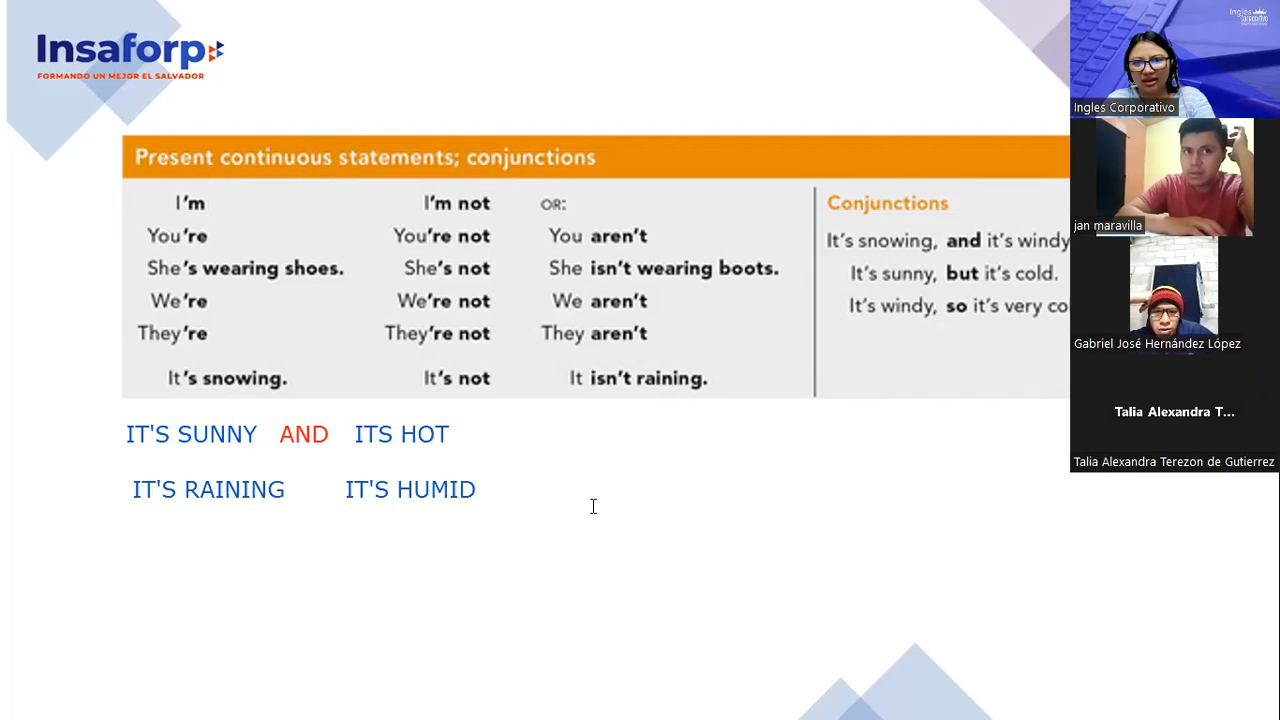 Insaforp
FORMANDO UN MEJOR EL SALVADOR
Present continuous statements; conjunctions
I'm I'm not OR:
You're You're not You aren't
She's wearing shoes. She's not She isn't wearing boots.
We're We're not We aren't
They're They're not They aren't
It's snowing. It's not It isn't raining.
Conjunctions
It's snowing, and it's windy
It's sunny, but it's cold.
It's windy, so it's very co
IT'S SUNNY AND ITS HOT
IT'S RAINING IT'S HUMID
Inglés
corporativo
Ingles Corporativo
jan maravilla
Gabriel José Hernández López
Talia Alexandra T...
Talia Alexandra Terezon de Gutierrez